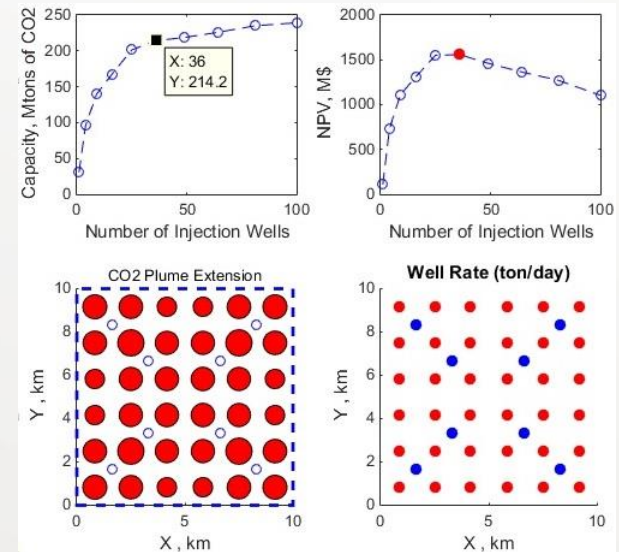 Capacity, Mtons of CO2
250
200
150
100
50
0
X: 36
Y: 214.2
0
50
100
Number of Injection Wells
NPV, M$
2000
1500
1000
500
0
0
50
100
Number of Injection Wells
CO2 Plume Extension
Y , km
10
8
6
4
2
0
0
5
10
X , km
Well Rate (ton/day)
Y , km
10
8
6
4
2
0
0
5
10
X , km